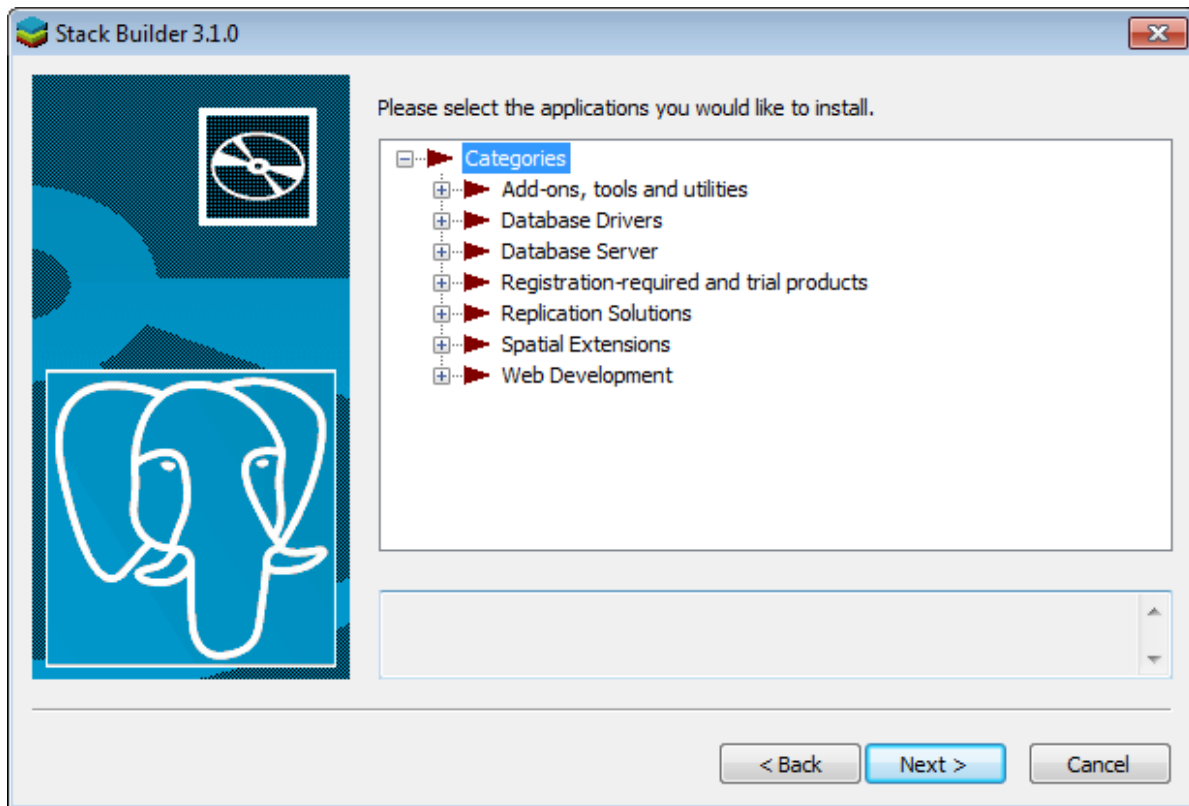 Stack Builder 3.1.0
Please select the applications you would like to install.
Categories
Add-ons, tools and utilities
Database Drivers
Database Server
Registration-required and trial products
Replication Solutions
Spatial Extensions
Web Development
< Back
Next >
Cancel